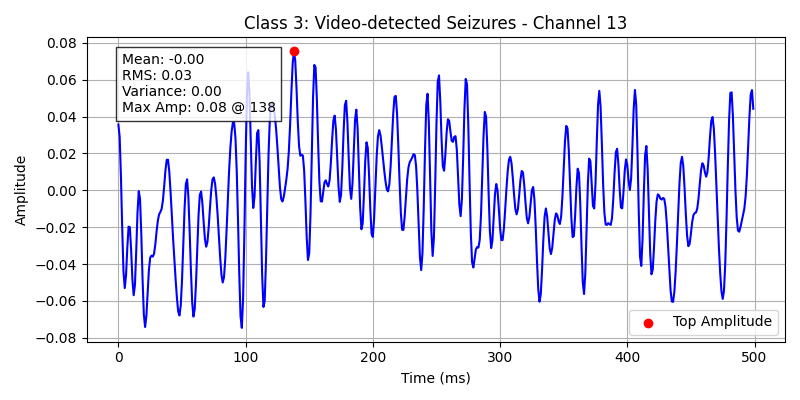 Class 3: Video-detected Seizures - Channel 13
Amplitude
0.08
0.06
0.04
0.02
0.00
−0.02
−0.04
−0.06
−0.08
Mean: -0.00
RMS: 0.03
Variance: 0.00
Max Amp: 0.08 @ 138
Top Amplitude
0 100 200 300 400 500
Time (ms)